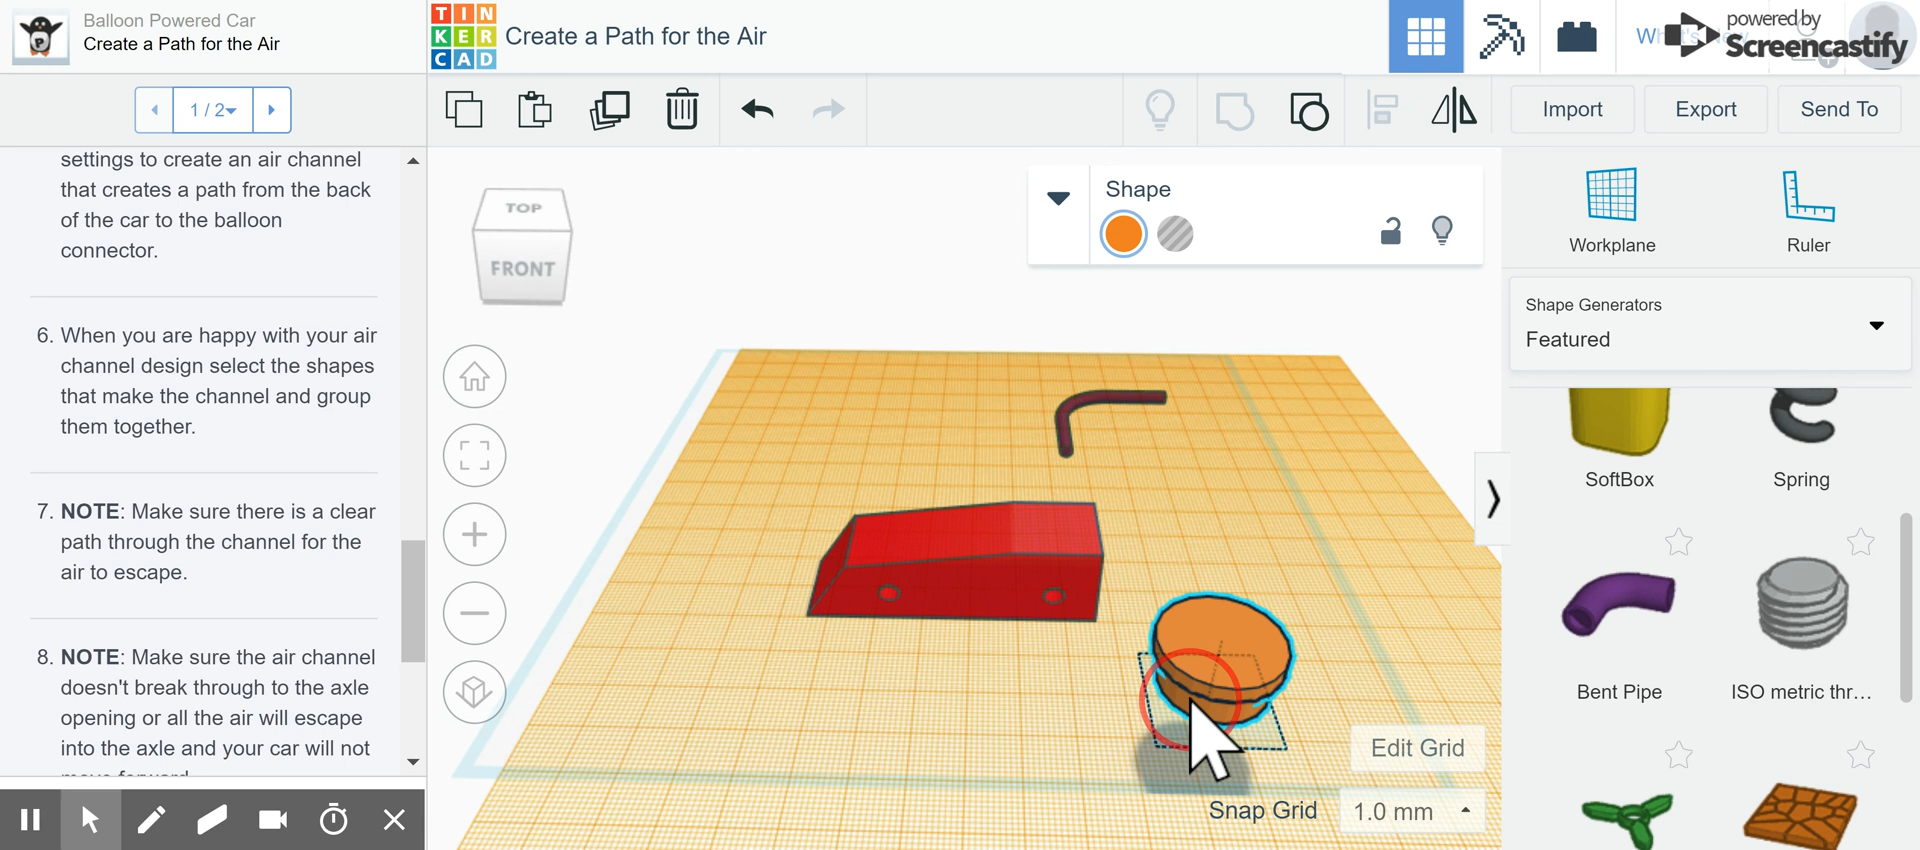 Balloon Powered Car
Create a Path for the Air
TIN
KER
CAD
Create a Path for the Air
powered by
Screencastify
1 / 2
Import
Export
Send To
settings to create an air channel
that creates a path from the back
of the car to the balloon
connector.
6. When you are happy with your air
channel design select the shapes
that make the channel and group
them together.
7. NOTE: Make sure there is a clear
path through the channel for the
air to escape.
8. NOTE: Make sure the air channel
doesn't break through to the axle
opening or all the air will escape
into the axle and your car will not
TOP
FRONT
Shape
Edit Grid
Snap Grid
1.0 mm
Workplane
Ruler
Shape Generators
Featured
SoftBox
Spring
Bent Pipe
ISO metric thr...
P